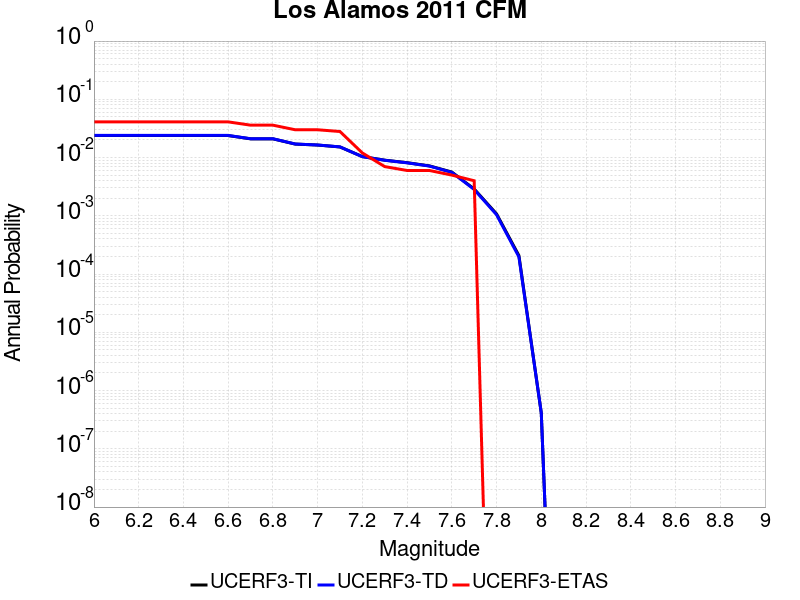 Los Alamos 2011 CFM
10^0
10^-1
10^-2
10^-3
10^-4
10^-5
10^-6
10^-7
10^-8
Annual Probability
6 6.2 6.4 6.6 6.8 7 7.2 7.4 7.6 7.8 8 8.2 8.4 8.6 8.8 9
Magnitude
UCERF3-TI UCERF3-TD UCERF3-ETAS